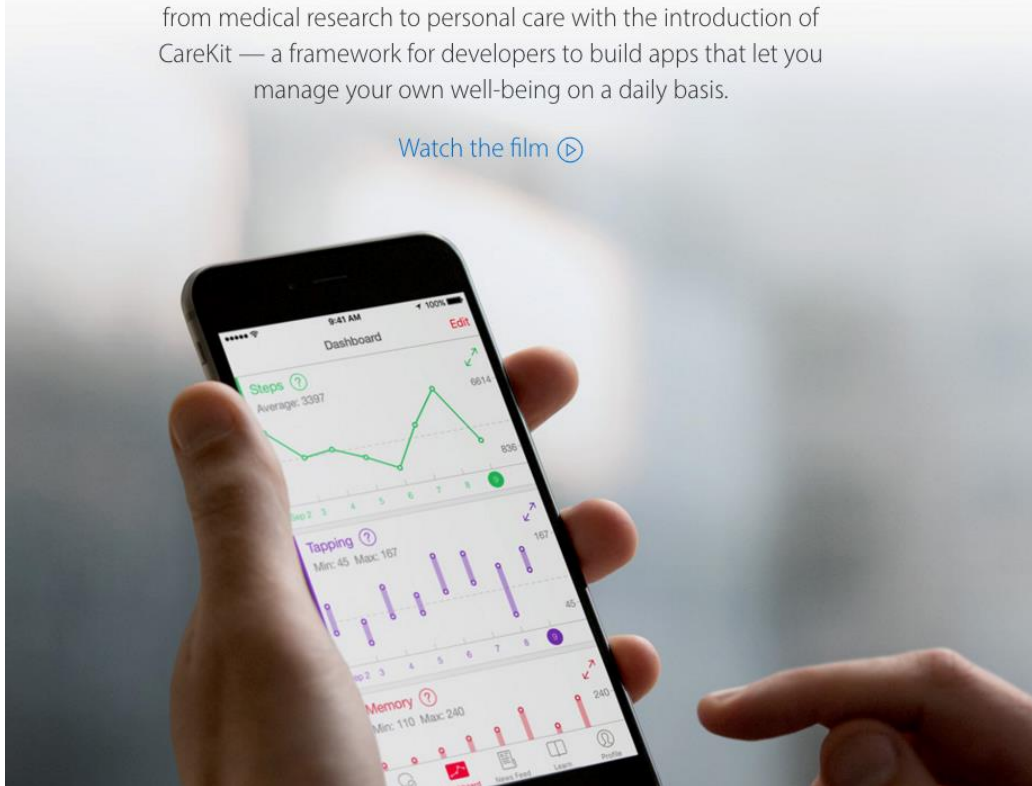 from medical research to personal care with the introduction of
CareKit — a framework for developers to build apps that let you
manage your own well-being on a daily basis.
Watch the film
9:41 AM
100%
Dashboard
Edit
Steps ?
Average: 3397
6614
836
Sep 2 3 4 5 6 7 8 9
Tapping ?
Min: 45 Max: 167
167
45
3 4 5 6 7 8 9
Memory ?
Min: 110 Max: 240
240
News Feed
Learn
Profile